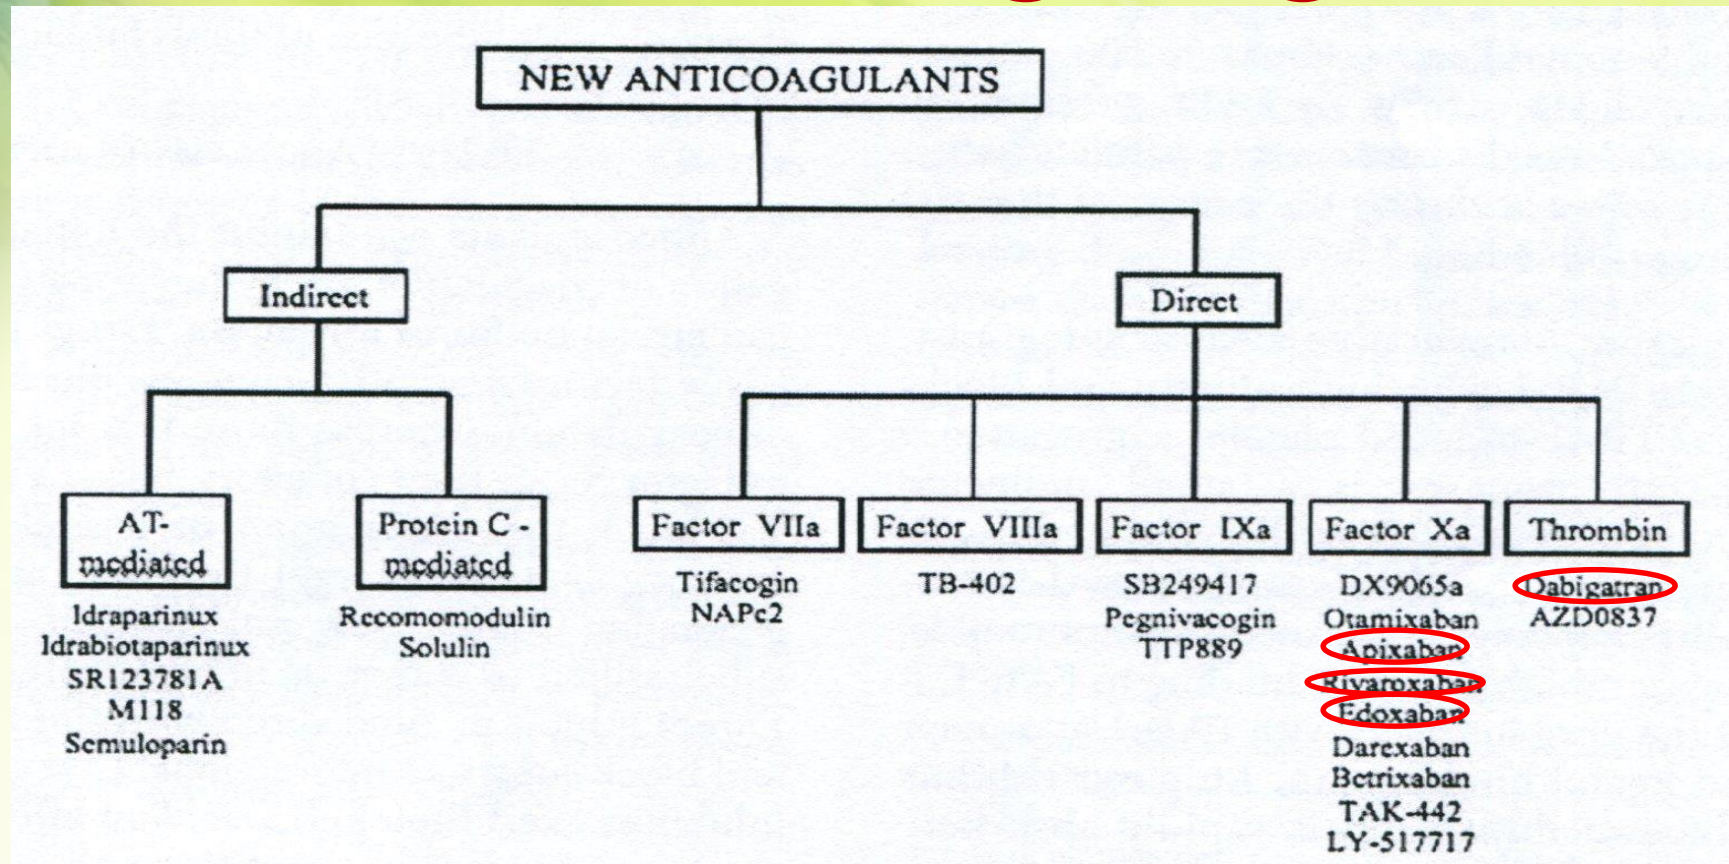 NEW ANTICOAGULANTS
Indirect
Direct
AT-
mediated
Protein C -
mediated
Factor VIIa
Factor VIIIa
Factor IXa
Factor Xa
Thrombin
Idraparinux
Idrabiotaparinux
SR123781A
M118
Semuloparin
Recomomodulin
Solulin
Tifacogin
NAPc2
TB-402
SB249417
Pegnivacogin
TTP889
DX9065a
Otamixaban
Apixaban
Rivaroxaban
Edoxaban
Darexaban
Betrixaban
TAK-442
LY-517717
Dabigatran
AZD0837